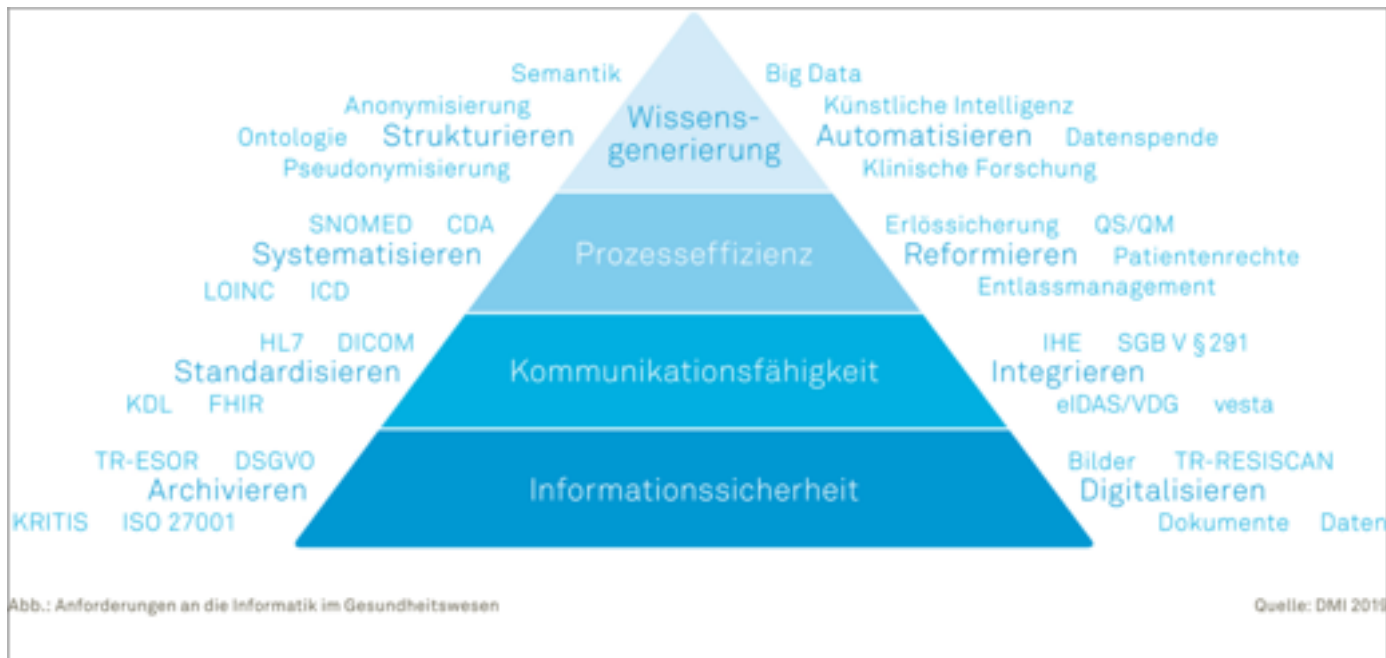 Semantik Big Data
Anonymisierung Wissens- Künstliche Intelligenz
Ontologie Strukturieren generierung Automatisieren Datenspende
Pseudonymisierung Klinische Forschung
SNOMED CDA Erlössicherung QS/QM
Systematisieren Prozesseffizienz Reformieren Patientenrechte
LOINC ICD Entlassmanagement
HL7 DICOM IHE SGB V § 291
Standardisieren Kommunikationsfähigkeit Integrieren
KDL FHIR eIDAS/VDG vesta
TR-ESOR DSGVO Bilder TR-RESISCAN
Archivieren Informationssicherheit Digitalisieren
KRITIS ISO 27001 Dokumente Daten
Abb.: Anforderungen an die Informatik im Gesundheitswesen Quelle: DMI 2019